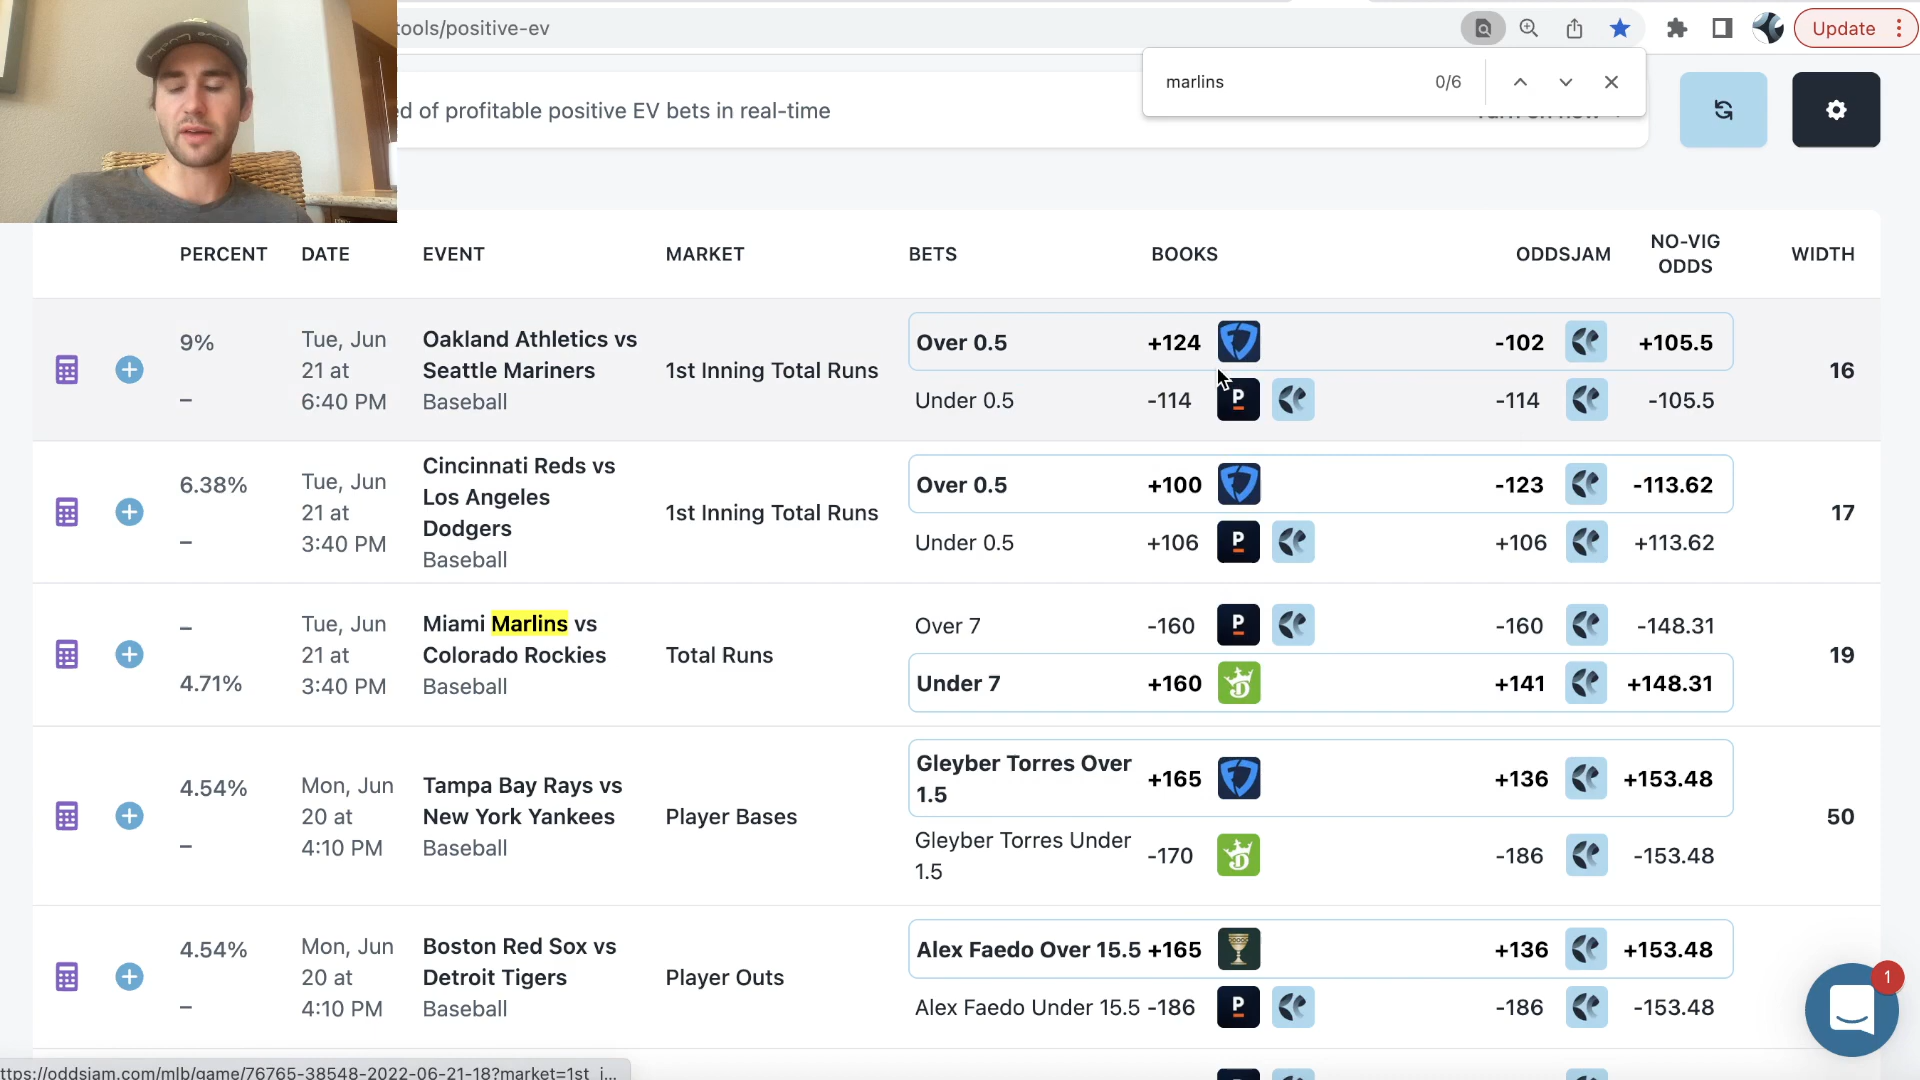 tools/positive-ev
Update
marlins 0/6
ed of profitable positive EV bets in real-time
PERCENT DATE EVENT MARKET BETS BOOKS ODDSJAM NO-VIG ODDS WIDTH
9%
–
Tue, Jun
21 at
6:40 PM
Oakland Athletics vs
Seattle Mariners
Baseball
1st Inning Total Runs
Over 0.5 +124 -102 +105.5
Under 0.5 -114 P -114 -105.5
16
6.38%
–
Tue, Jun
21 at
3:40 PM
Cincinnati Reds vs
Los Angeles
Dodgers
Baseball
1st Inning Total Runs
Over 0.5 +100 -123 -113.62
Under 0.5 +106 P +106 +113.62
17
–
4.71%
Tue, Jun
21 at
3:40 PM
Miami Marlins vs
Colorado Rockies
Baseball
Total Runs
Over 7 -160 P -160 -148.31
Under 7 +160 +141 +148.31
19
4.54%
–
Mon, Jun
20 at
4:10 PM
Tampa Bay Rays vs
New York Yankees
Baseball
Player Bases
Gleyber Torres Over
1.5
+165 +136 +153.48
Gleyber Torres Under
1.5
-170 -186 -153.48
50
4.54%
–
Mon, Jun
20 at
4:10 PM
Boston Red Sox vs
Detroit Tigers
Baseball
Player Outs
Alex Faedo Over 15.5 +165 +136 +153.48
Alex Faedo Under 15.5 -186 P -186 -153.48
1
ttps://oddsjam.com/mlb/game/76765-38548-2022-06-21-18?market=1st_i...